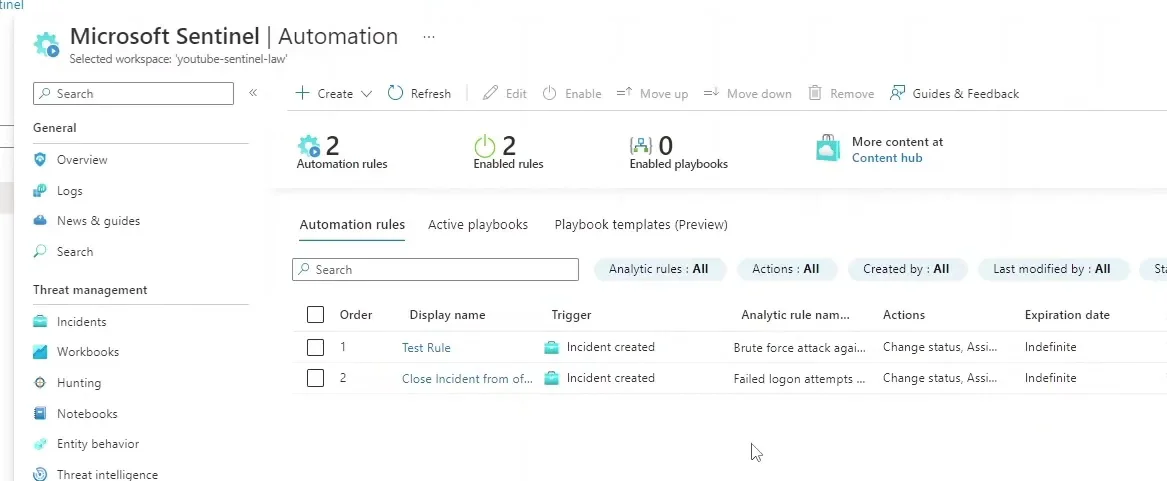 tinel
Microsoft Sentinel | Automation ...
Selected workspace: 'youtube-sentinel-law'
Search «
Create Refresh Edit Enable Move up Move down Remove Guides & Feedback
General
Overview
Logs
News & guides
Search
Threat management
Incidents
Workbooks
Hunting
Notebooks
Entity behavior
Threat intelligence
2 Automation rules
2 Enabled rules
0 Enabled playbooks
More content at
Content hub
Automation rules Active playbooks Playbook templates (Preview)
Search Analytic rules : All Actions : All Created by : All Last modified by : All Sta
Order Display name Trigger Analytic rule nam... Actions Expiration date
1 Test Rule Incident created Brute force attack agai... Change status, Assi... Indefinite
2 Close Incident from of... Incident created Failed logon attempts ... Change status, Assi... Indefinite